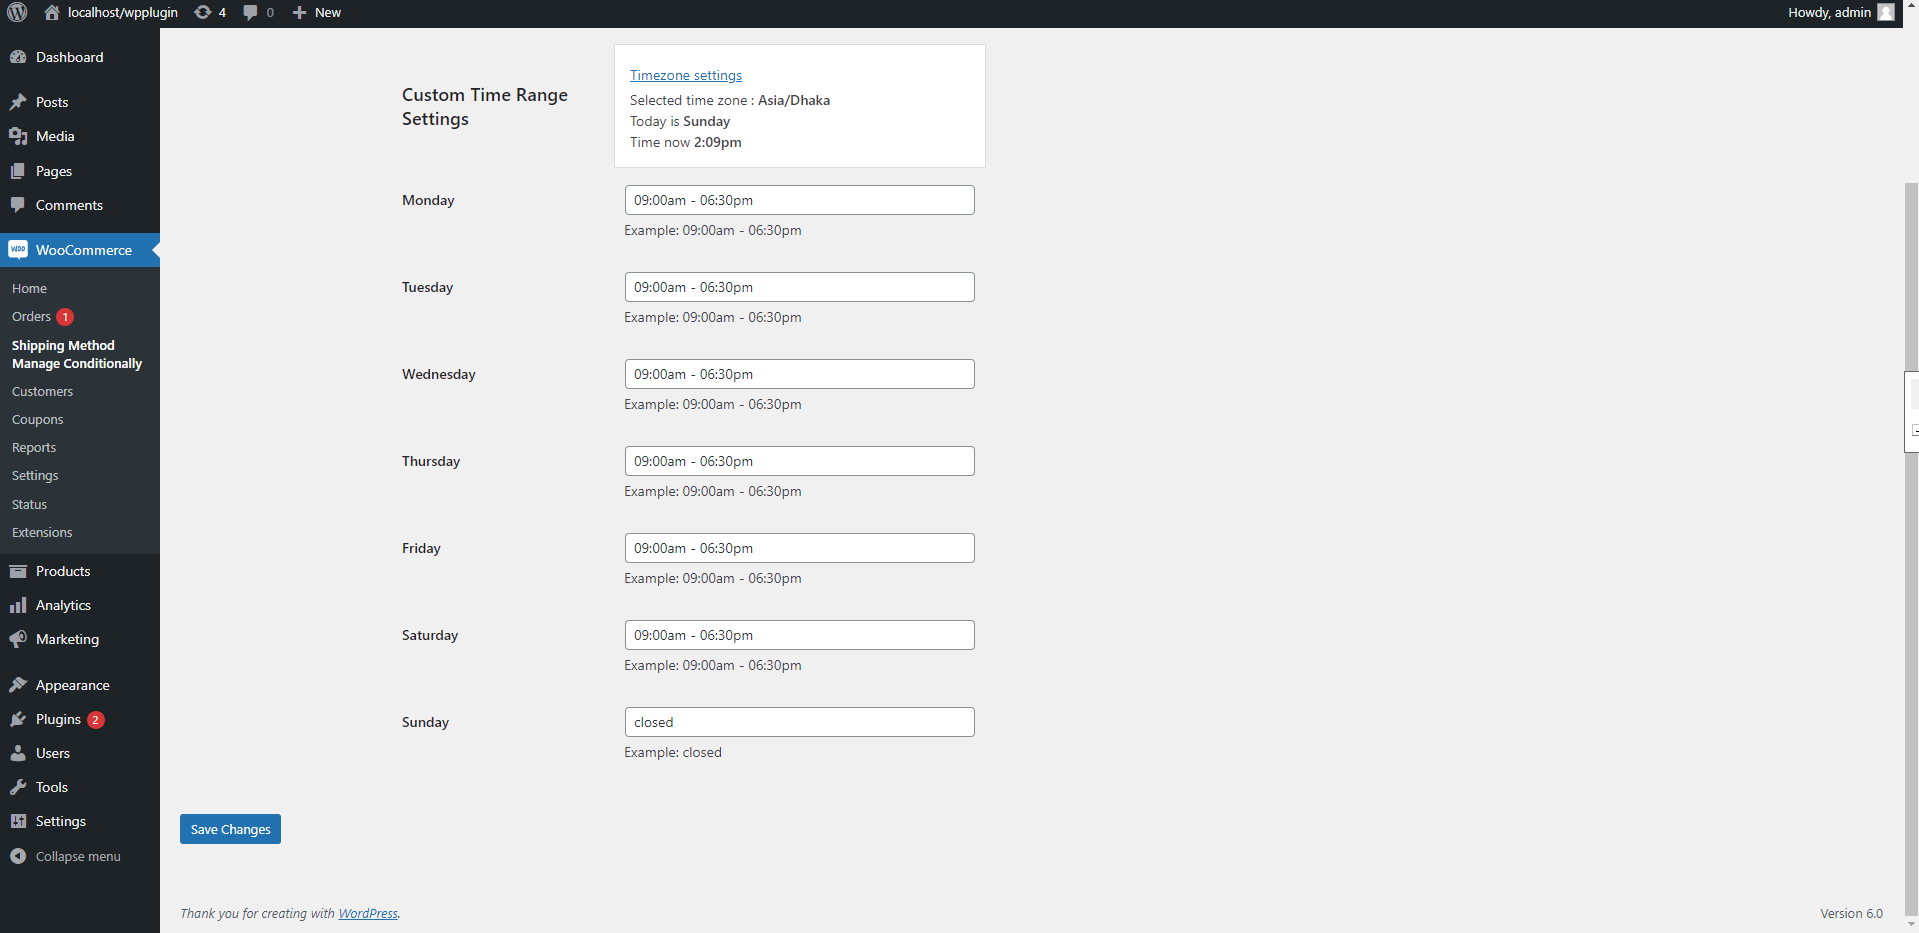 localhost/wpplugin 4 0 New Howdy, admin
Dashboard
Posts
Media
Pages
Comments
WOO WooCommerce
Home
Orders 1
Shipping Method
Manage Conditionally
Customers
Coupons
Reports
Settings
Status
Extensions
Products
Analytics
Marketing
Appearance
Plugins 2
Users
Tools
Settings
Collapse menu
Custom Time Range
Settings
Timezone settings
Selected time zone : Asia/Dhaka
Today is Sunday
Time now 2:09pm
Monday 09:00am - 06:30pm
Example: 09:00am - 06:30pm
Tuesday 09:00am - 06:30pm
Example: 09:00am - 06:30pm
Wednesday 09:00am - 06:30pm
Example: 09:00am - 06:30pm
Thursday 09:00am - 06:30pm
Example: 09:00am - 06:30pm
Friday 09:00am - 06:30pm
Example: 09:00am - 06:30pm
Saturday 09:00am - 06:30pm
Example: 09:00am - 06:30pm
Sunday closed
Example: closed
Save Changes
Thank you for creating with WordPress. Version 6.0